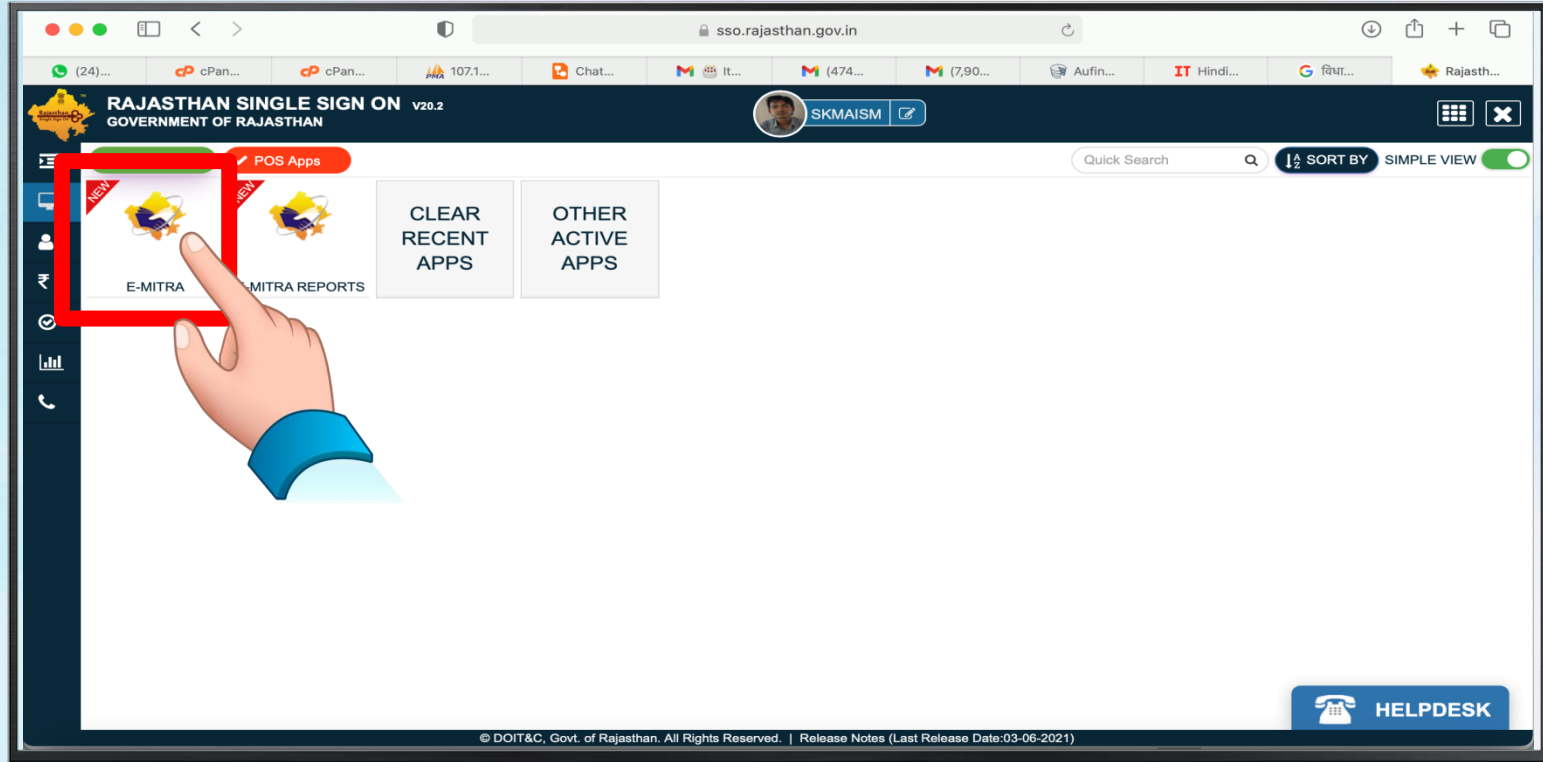 sso.rajasthan.gov.in
(24)... cPan... cPan... 107.1... Chat... It... (474... (7,90... Aufin... IT Hindi... विधा... Rajasth...
RAJASTHAN SINGLE SIGN ON V20.2
GOVERNMENT OF RAJASTHAN
SKMAISM
POS Apps
Quick Search
SORT BY
SIMPLE VIEW
NEW
E-MITRA
NEW
MITRA REPORTS
CLEAR
RECENT
APPS
OTHER
ACTIVE
APPS
HELPDESK
© DOIT&C, Govt. of Rajasthan. All Rights Reserved. | Release Notes (Last Release Date:03-06-2021)